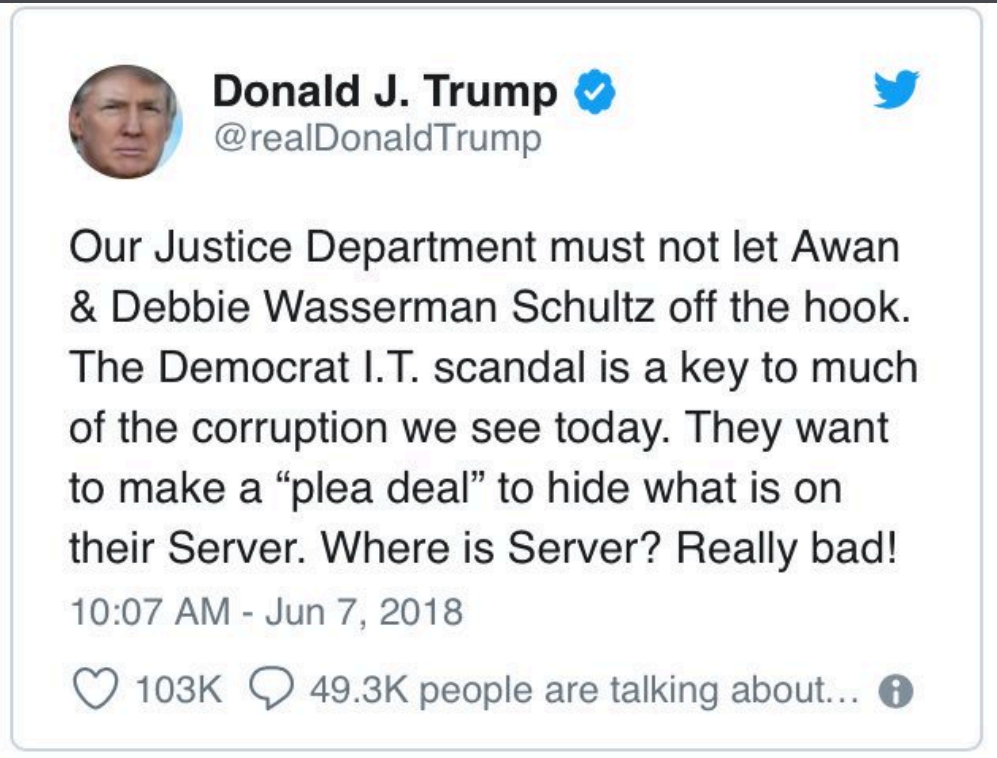 Donald J. Trump
@realDonaldTrump
Our Justice Department must not let Awan
& Debbie Wasserman Schultz off the hook.
The Democrat I.T. scandal is a key to much
of the corruption we see today. They want
to make a “plea deal” to hide what is on
their Server. Where is Server? Really bad!
10:07 AM - Jun 7, 2018
103K 49.3K people are talking about...